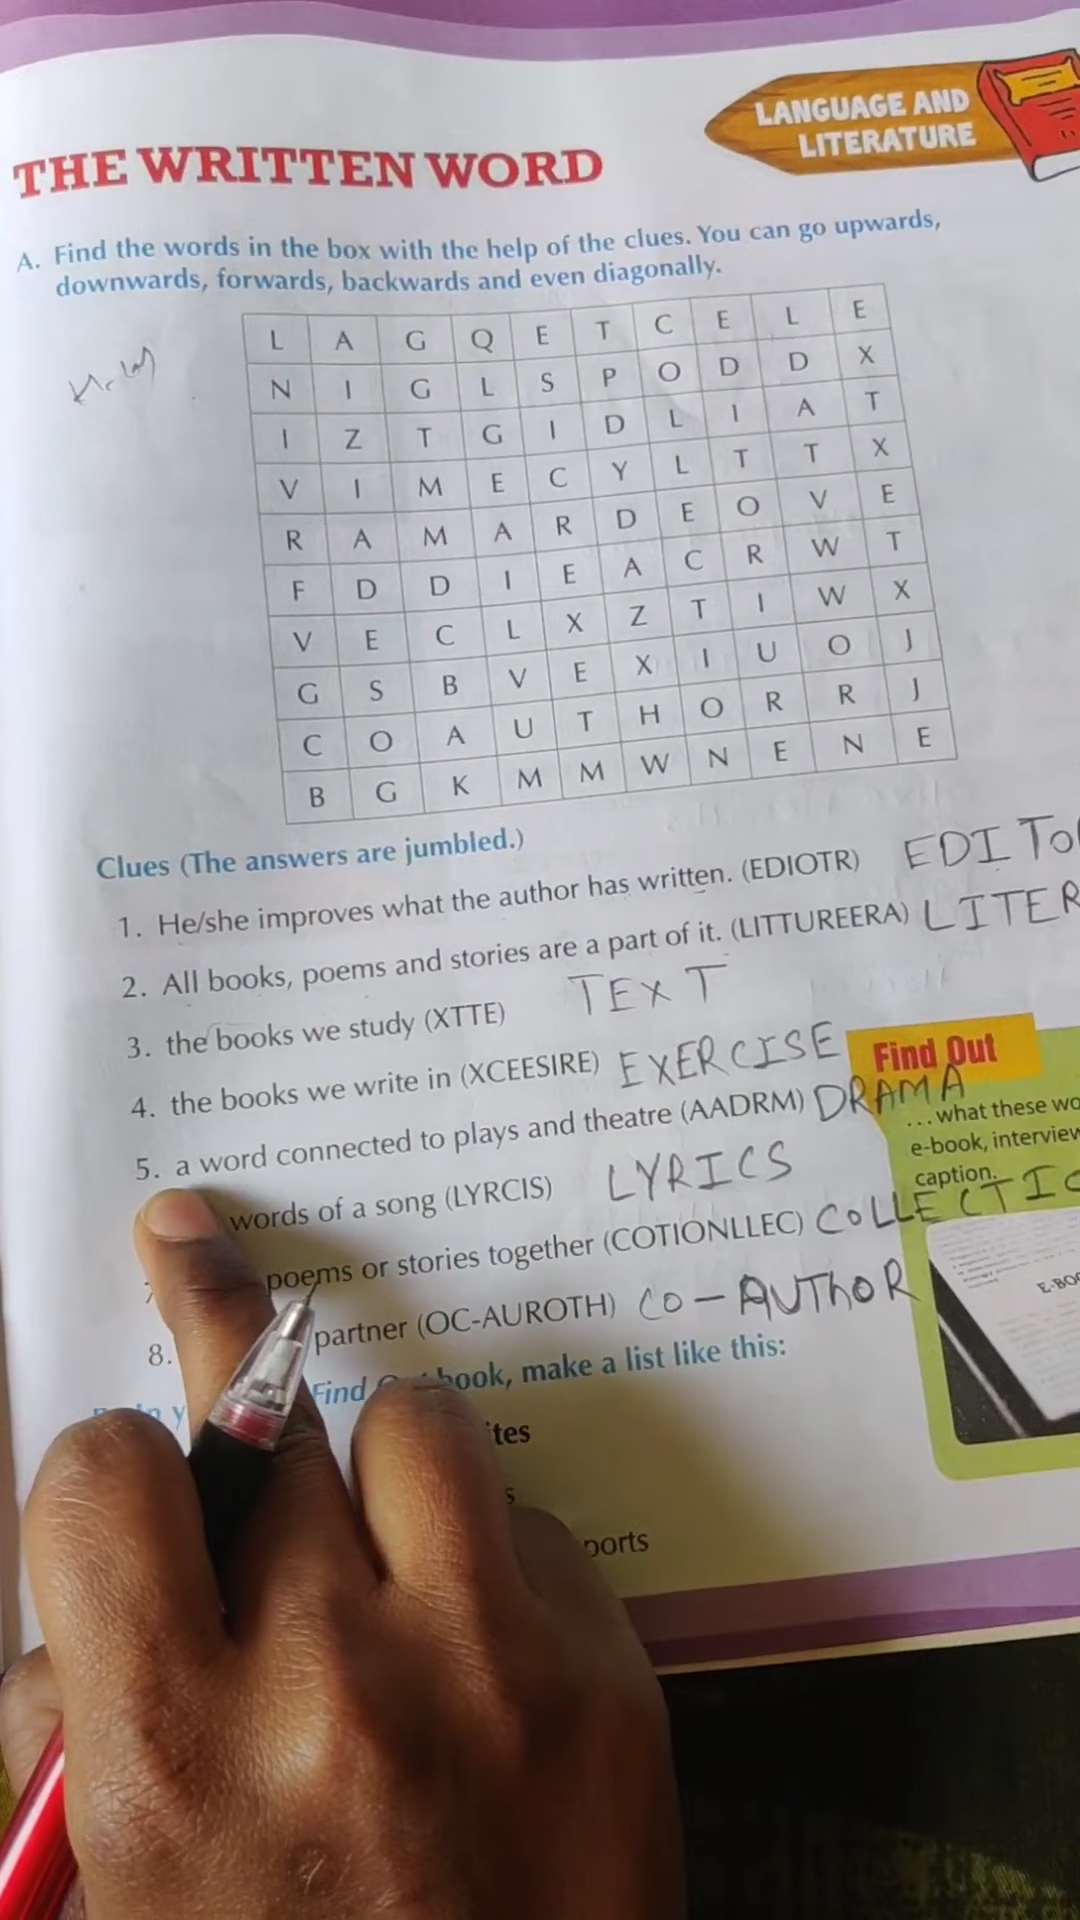 LANGUAGE AND
LITERATURE
THE WRITTEN WORD
A. Find the words in the box with the help of the clues. You can go upwards,
downwards, forwards, backwards and even diagonally.
L A G Q E T C E L E
N I G L S P O D D X
I Z T G I D L I A T
V I M E C Y L T T X
R A M A R D E O V E
F D D I E A C R W T
V E C L X Z T I W X
G S B V E X I U O J
C O A U T H O R R J
B G K M M W N E N E
Clues (The answers are jumbled.)
1. He/she improves what the author has written. (EDIOTR) EDITO
2. All books, poems and stories are a part of it. (LITTUREERA) LITER
3. the books we study (XTTE) TEXT
4. the books we write in (XCEESIRE) EXERCISE
5. a word connected to plays and theatre (AADRM) DRAMA
words of a song (LYRCIS) LYRICS
poems or stories together (COTIONLLEC) COLLECTIO
8. partner (OC-AUROTH) CO-AUTHOR
Find book, make a list like this:
tes
s
ports
Find Out
...what these wo
e-book, interview
caption.
E-BOO